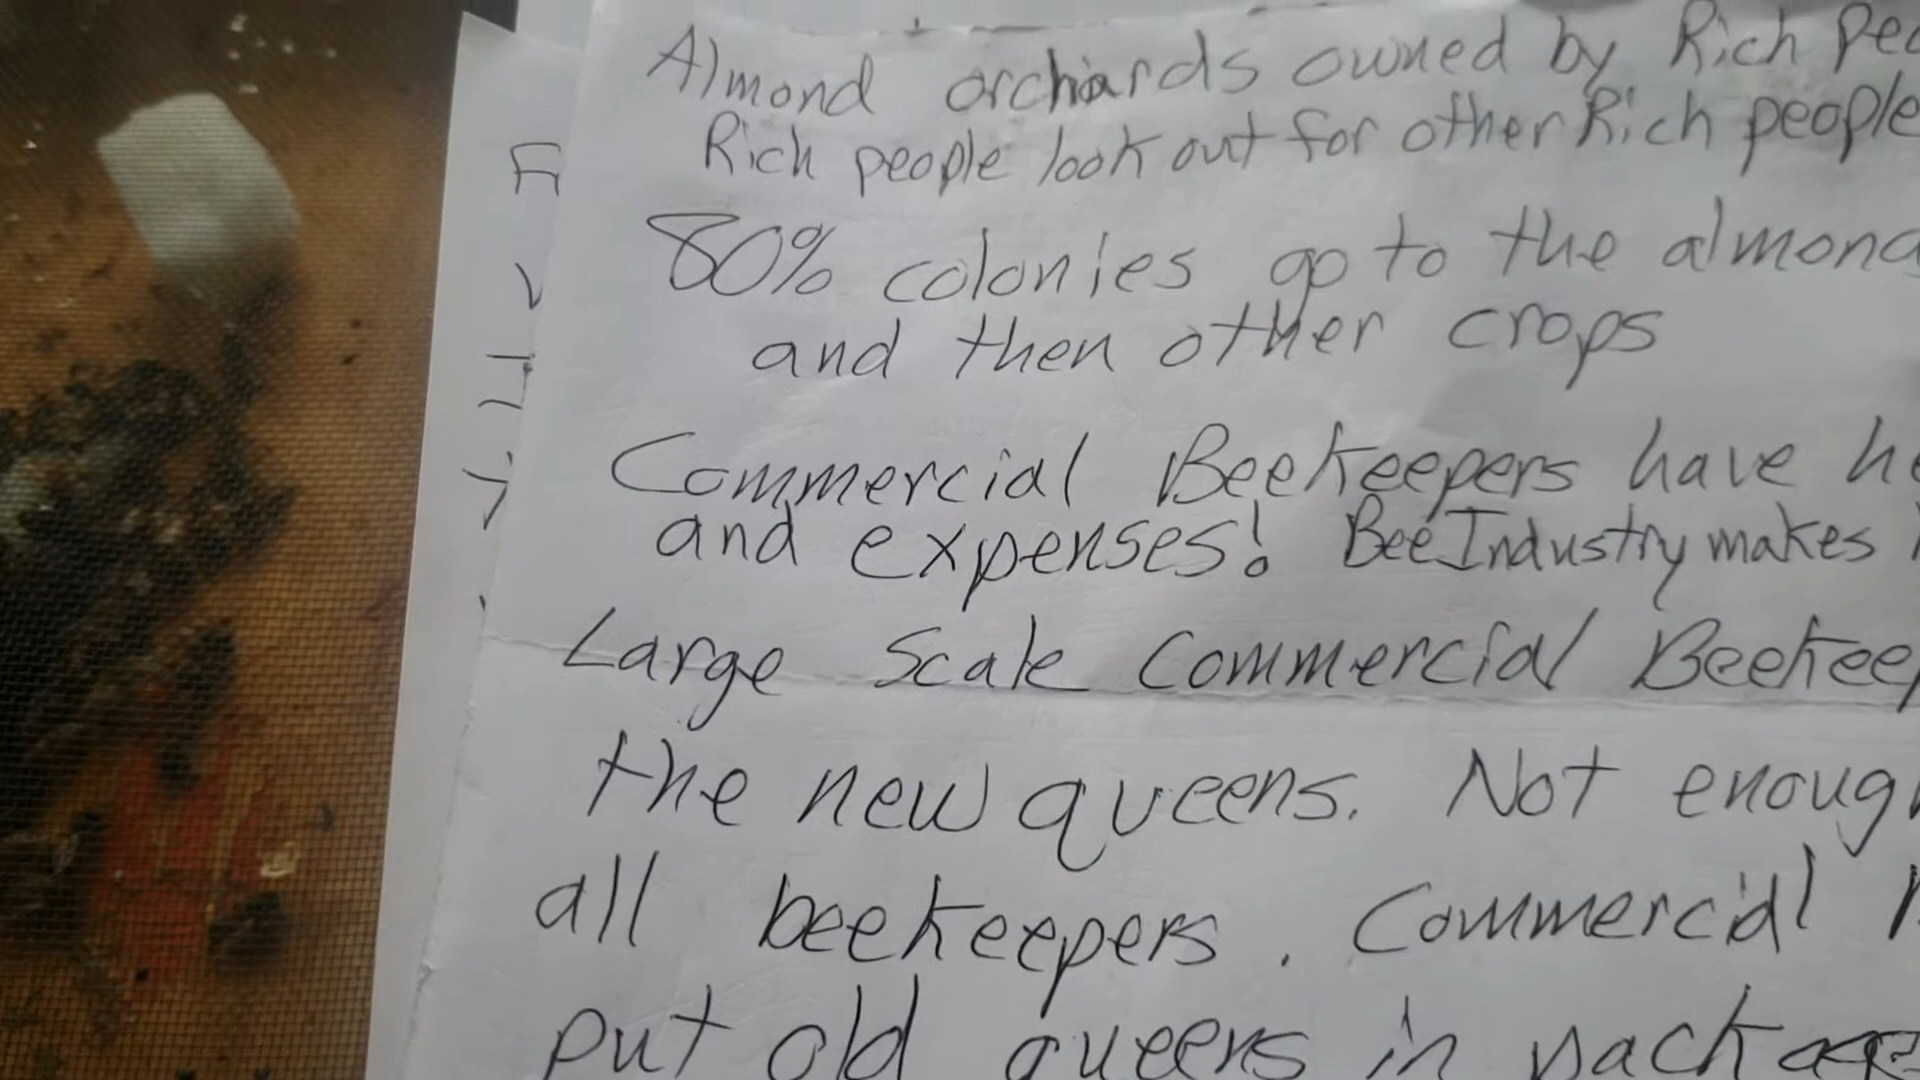 Almond orchards owned by Rich
Rich people look out for other Rich people
80% colonies go to the almond
and then other crops
Commercial Beekeepers have
and expenses! Bee Industry makes
Large Scale Commercial
the new queens. Not
all beekeepers. Commercial
put old queens in